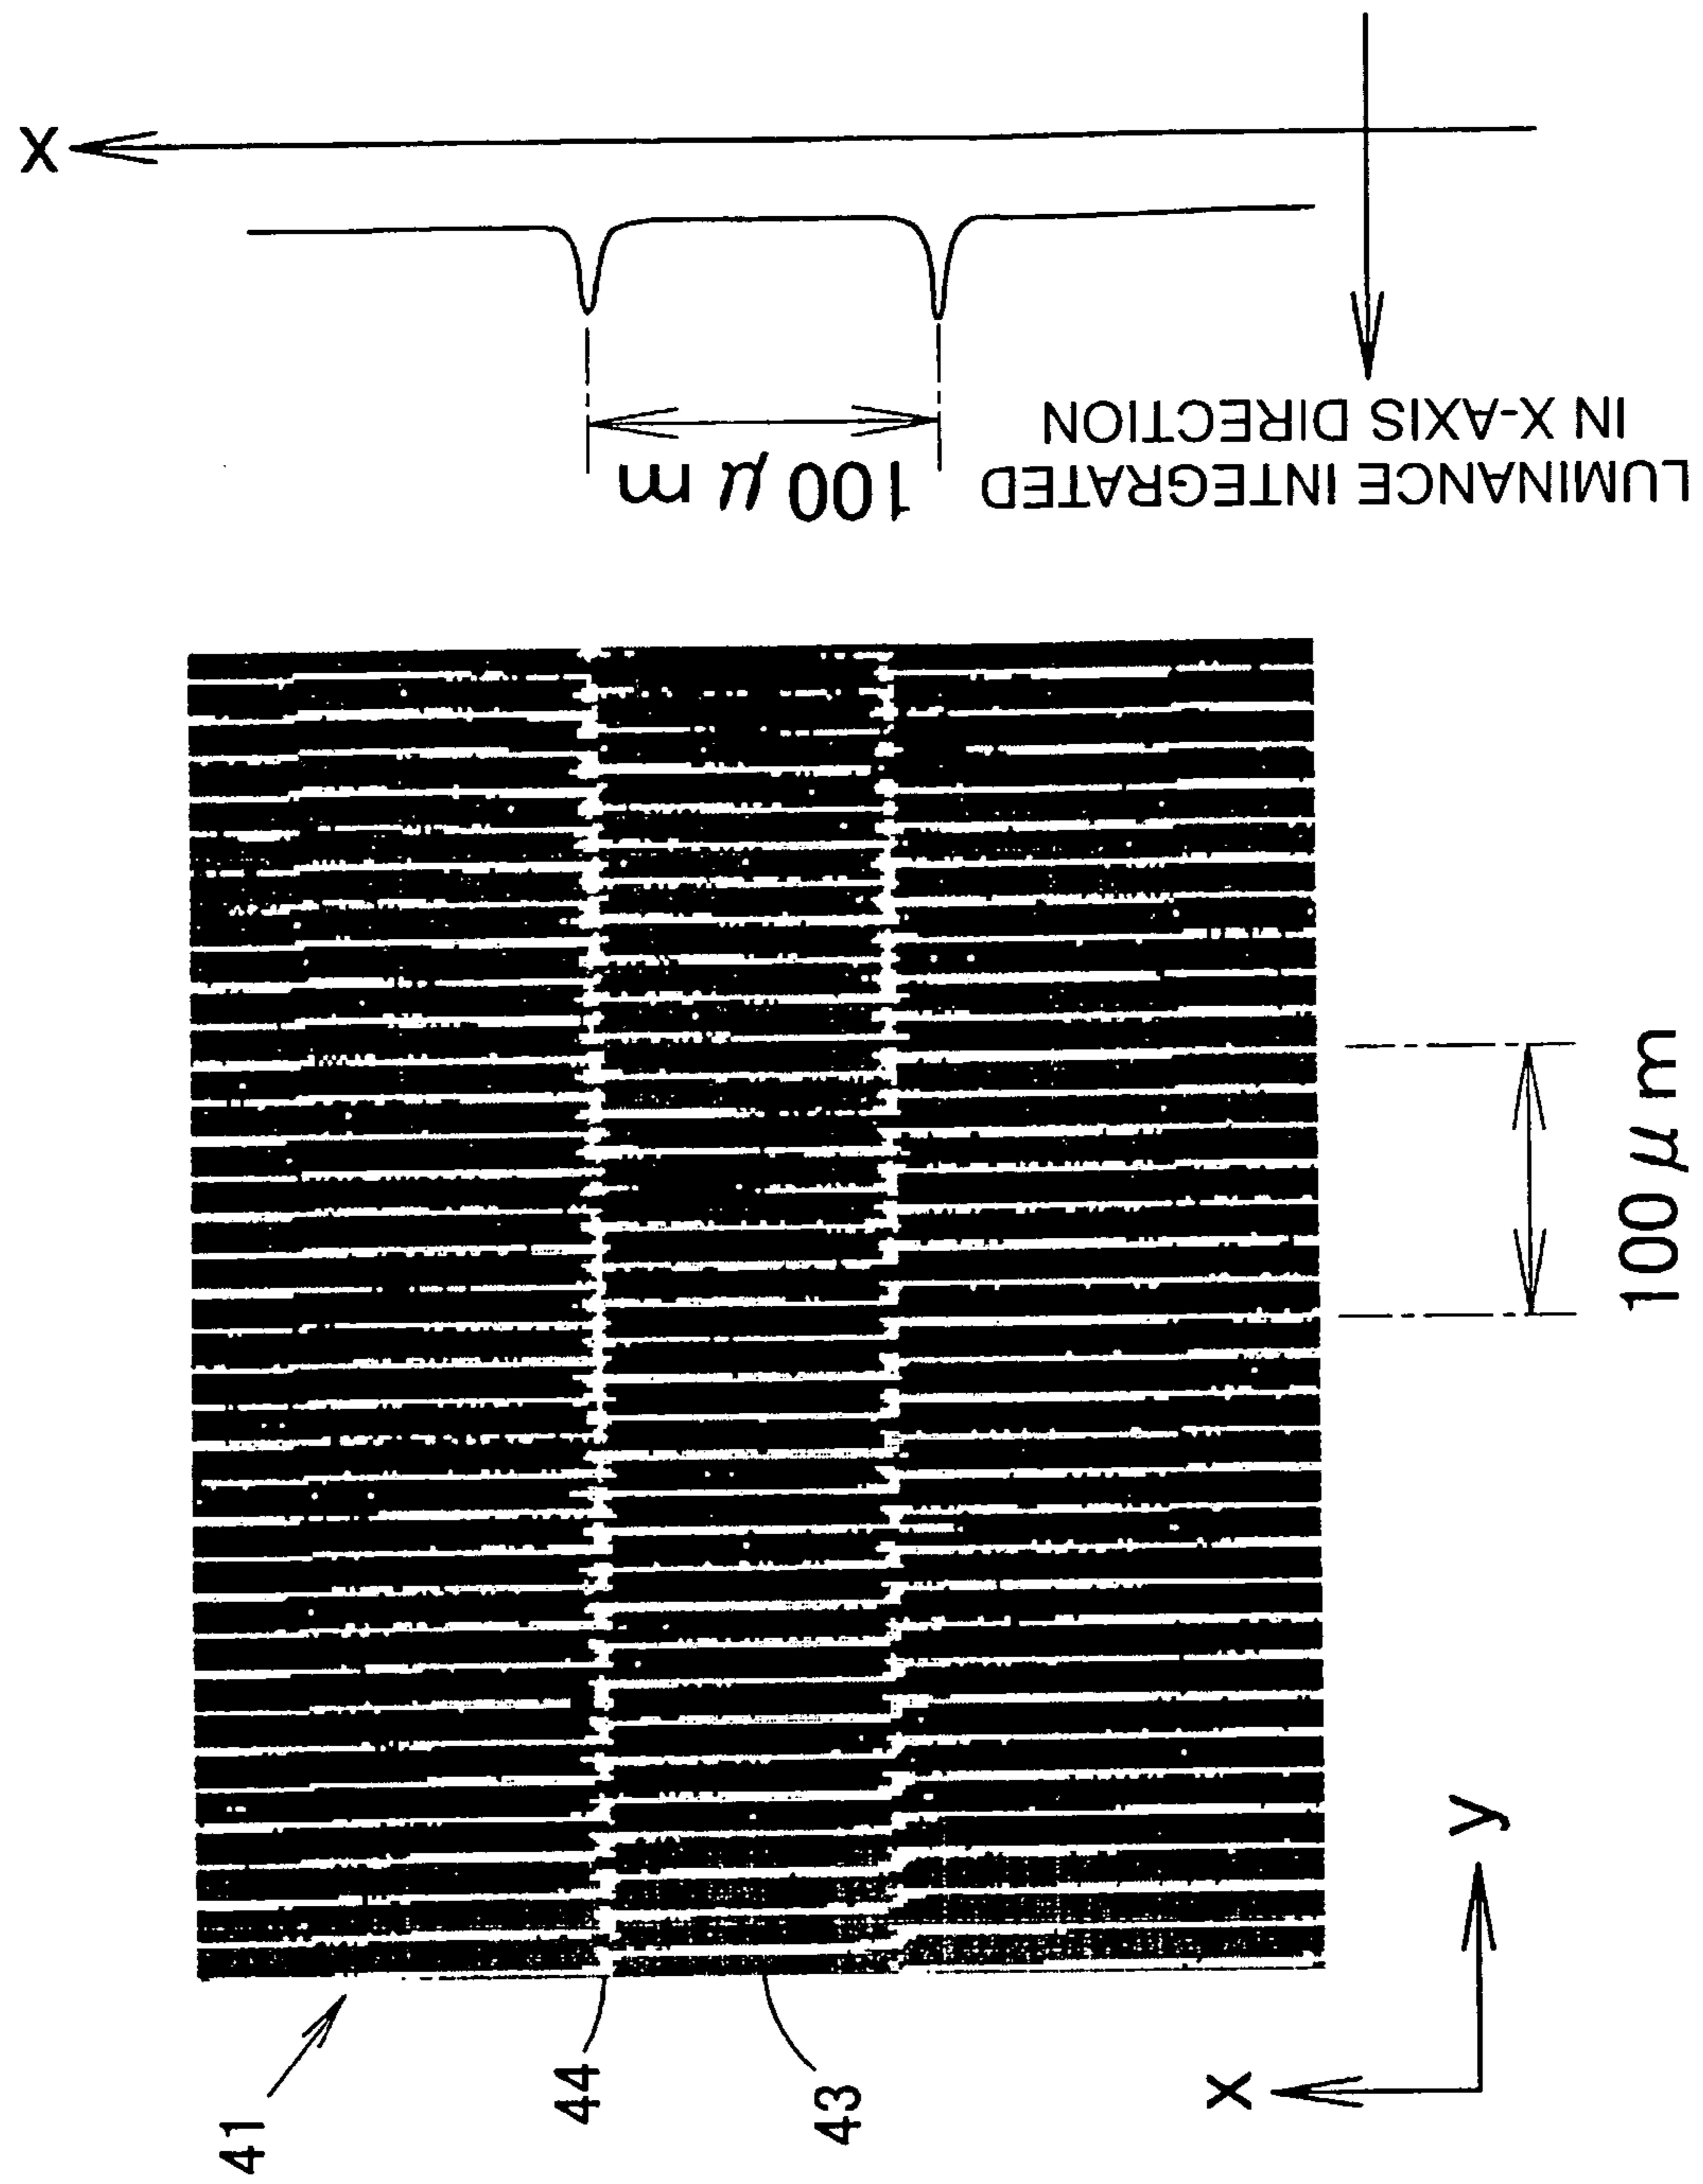 x
100 μm
LUMINANCE INTEGRATED
IN X-AXIS DIRECTION
41
44
43
x
y
100 μm